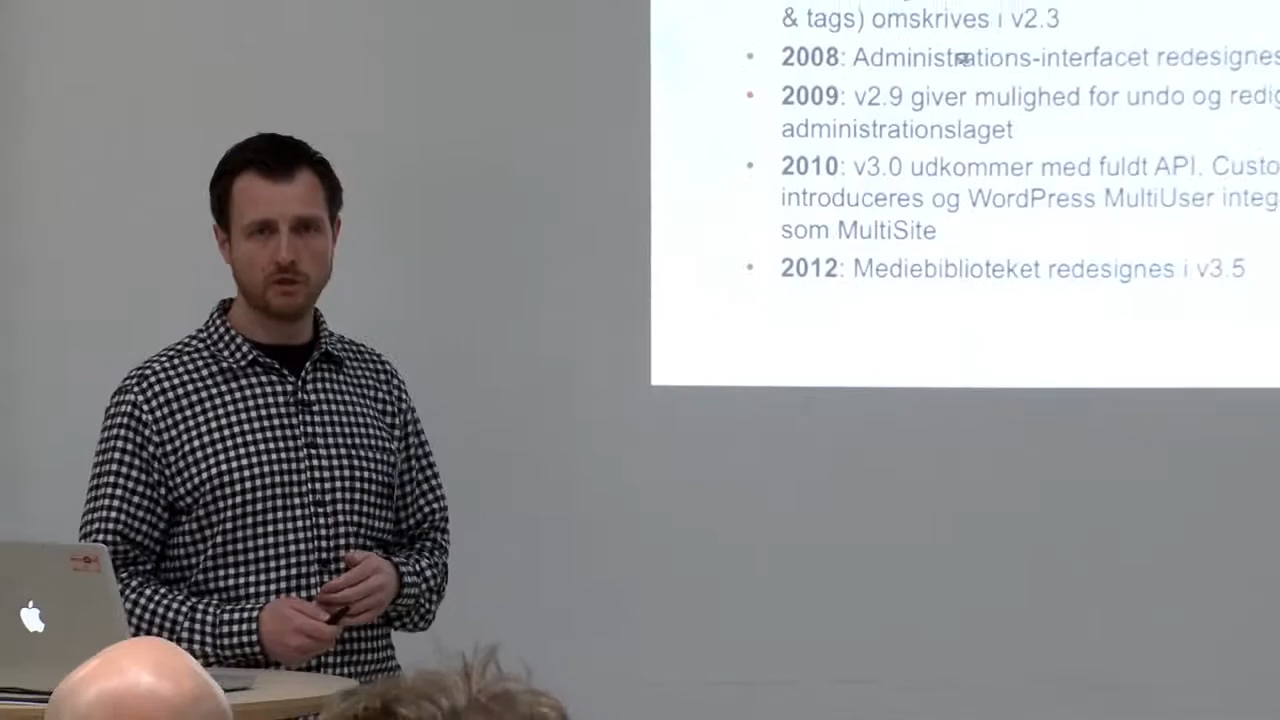 & tags) omskrives i v2.3
• 2008: Administrations-interfacet redesignes
• 2009: v2.9 giver mulighed for undo og redig
administrationslaget
• 2010: v3.0 udkommer med fuldt API. Custo
introduceres og WordPress MultiUser integ
som MultiSite
• 2012: Mediebiblioteket redesignes i v3.5